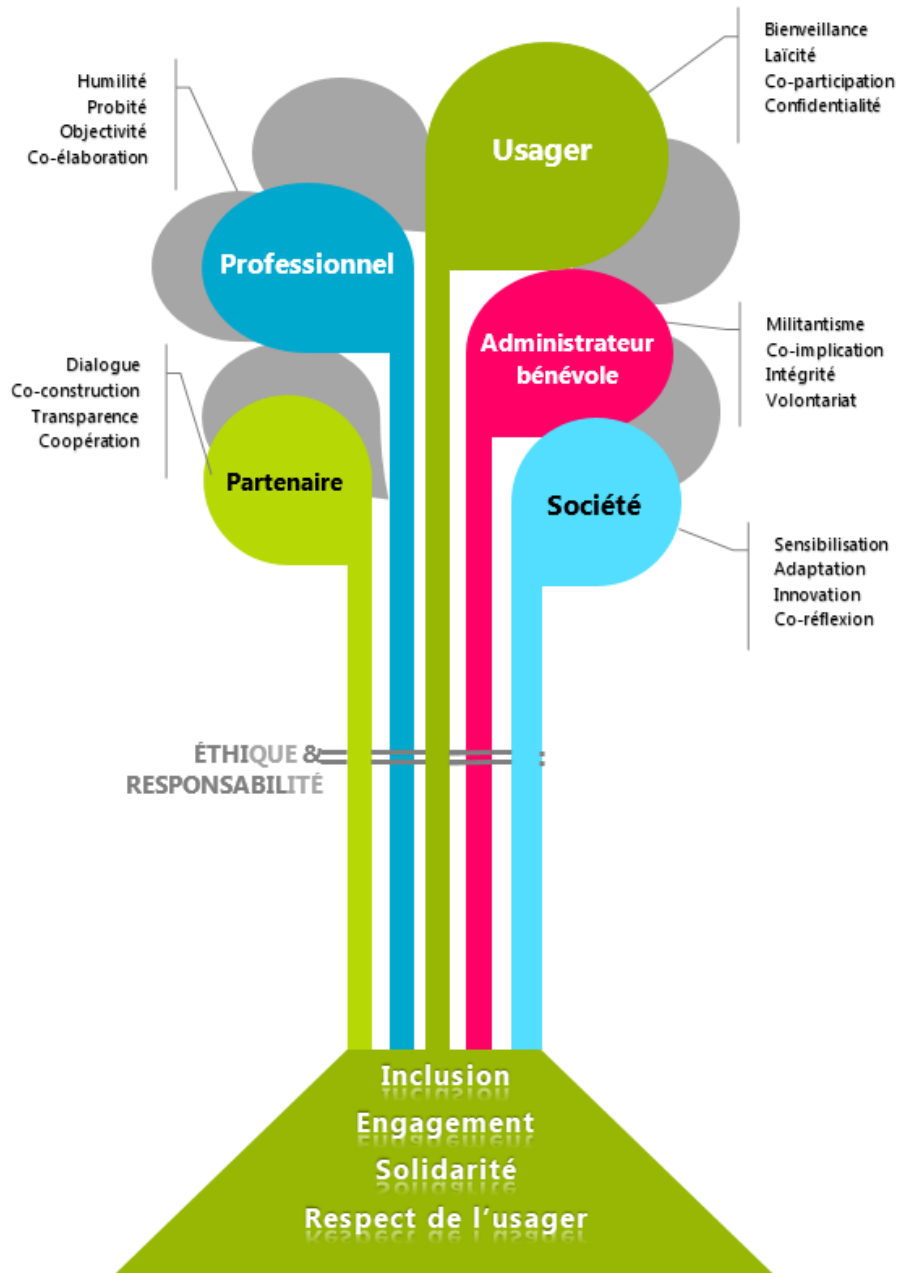 Bienveillance
Laïcité
Co-participation
Confidentialité
Usager
Humilité
Probité
Objectivité
Co-élaboration
Professionnel
Militantisme
Co-implication
Intégrité
Volontariat
Administrateur
bénévole
Dialogue
Co-construction
Transparence
Coopération
Partenaire
Société
Sensibilisation
Adaptation
Innovation
Co-réflexion
ÉTHIQUE &
RESPONSABILITÉ
Inclusion
Engagement
Solidarité
Respect de l'usager